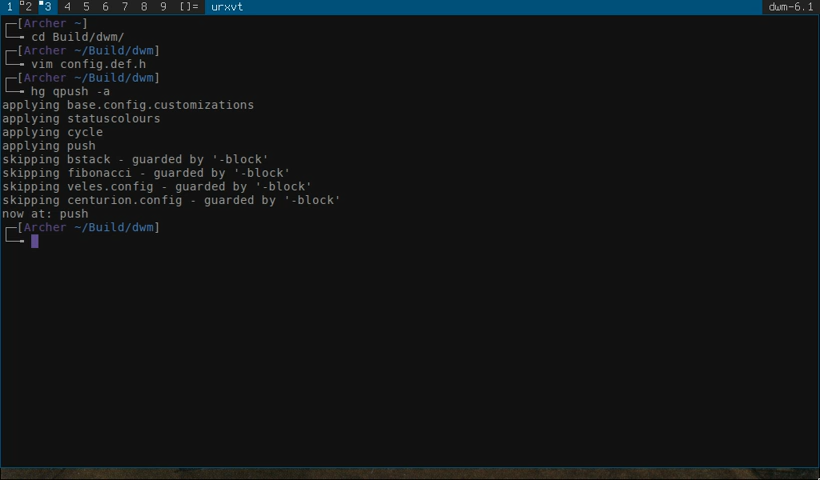 1 2 3 4 5 6 7 8 9 []= urxvt dwm-6.1
┌─[Archer ~]
└─╼ cd Build/dwm/
┌─[Archer ~/Build/dwm]
└─╼ vim config.def.h
┌─[Archer ~/Build/dwm]
└─╼ hg qpush -a
applying base.config.customizations
applying statuscolours
applying cycle
applying push
skipping bstack - guarded by '-block'
skipping fibonacci - guarded by '-block'
skipping veles.config - guarded by '-block'
skipping centurion.config - guarded by '-block'
now at: push
┌─[Archer ~/Build/dwm]
└─╼